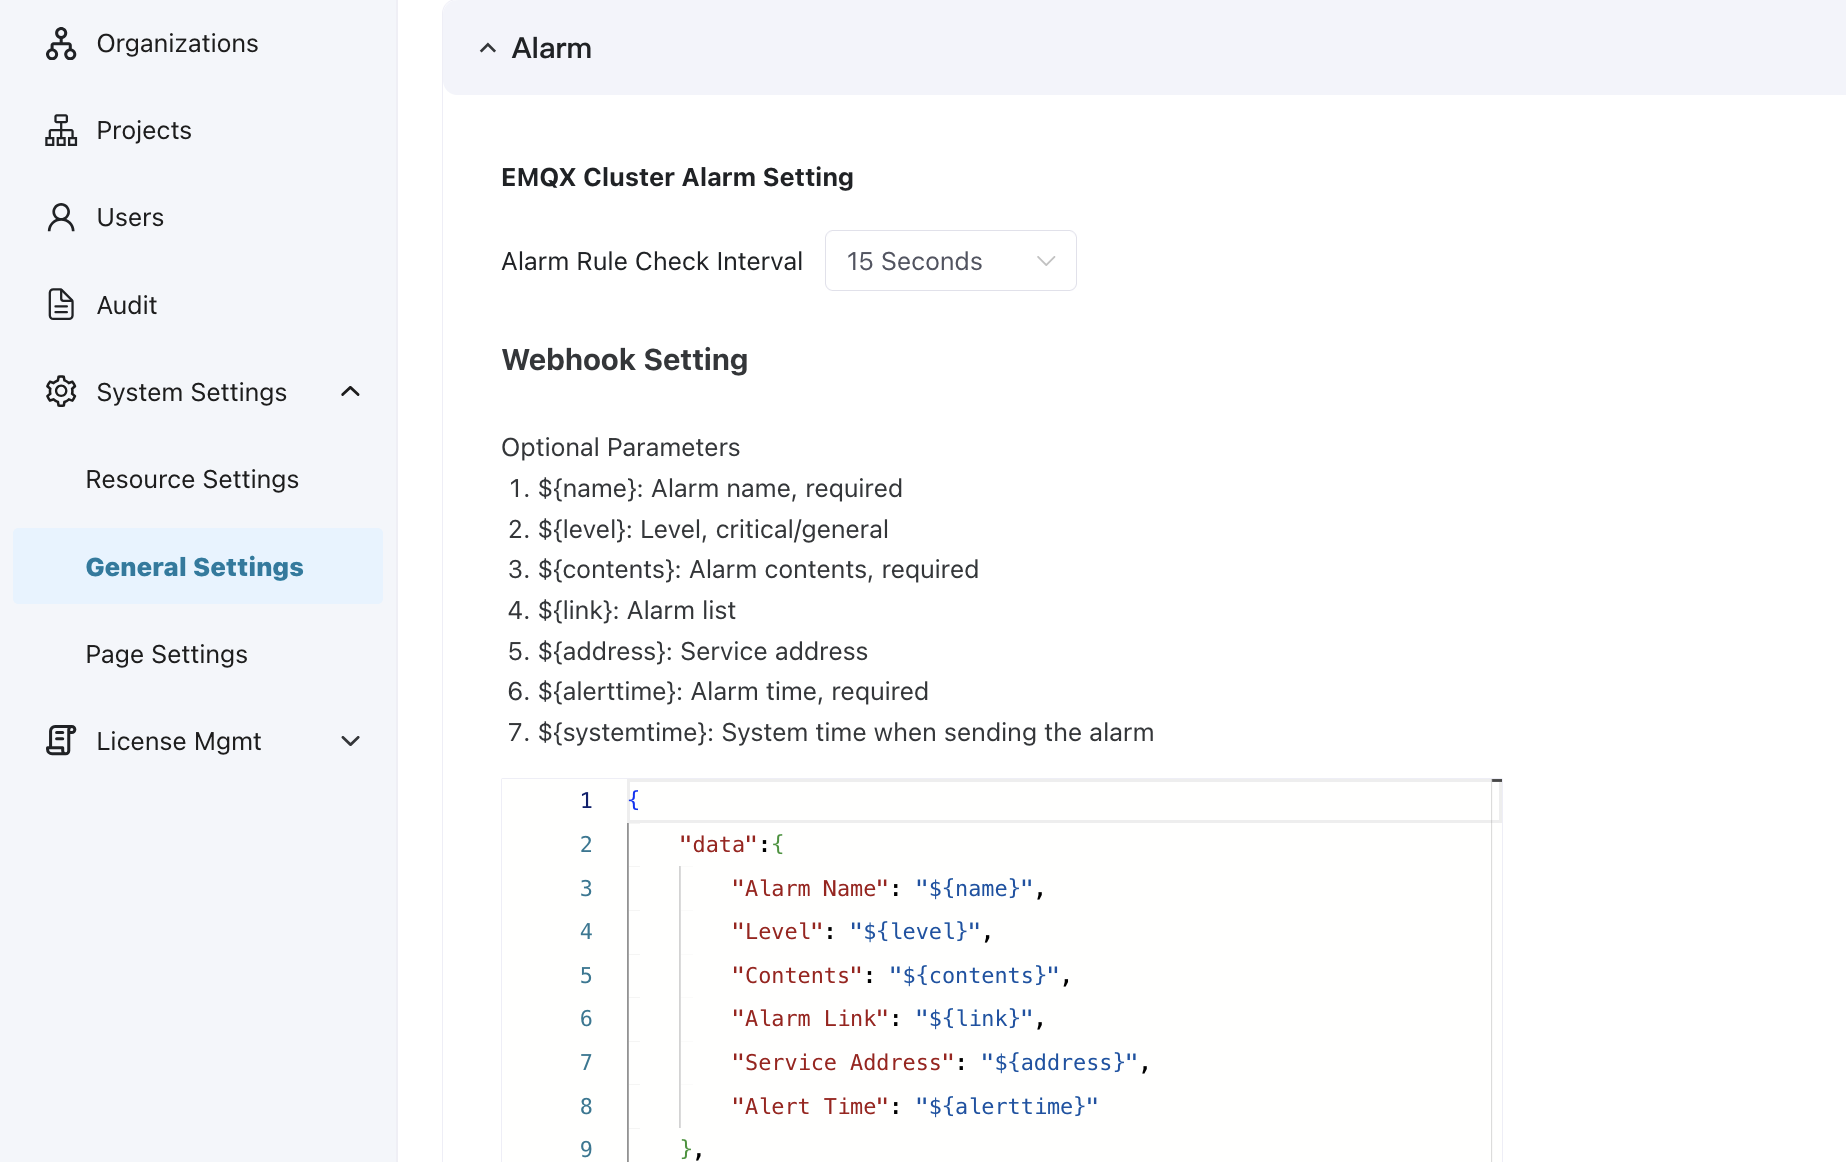 Organizations
Projects
Users
Audit
System Settings
Resource Settings
General Settings
Page Settings
License Mgmt
Alarm
EMQX Cluster Alarm Setting
Alarm Rule Check Interval 15 Seconds
Webhook Setting
Optional Parameters
1. ${name}: Alarm name, required
2. ${level}: Level, critical/general
3. ${contents}: Alarm contents, required
4. ${link}: Alarm list
5. ${address}: Service address
6. ${alerttime}: Alarm time, required
7. ${systemtime}: System time when sending the alarm
1 {
2 "data":{
3 "Alarm Name": "${name}",
4 "Level": "${level}",
5 "Contents": "${contents}",
6 "Alarm Link": "${link}",
7 "Service Address": "${address}",
8 "Alert Time": "${alerttime}"
9 },